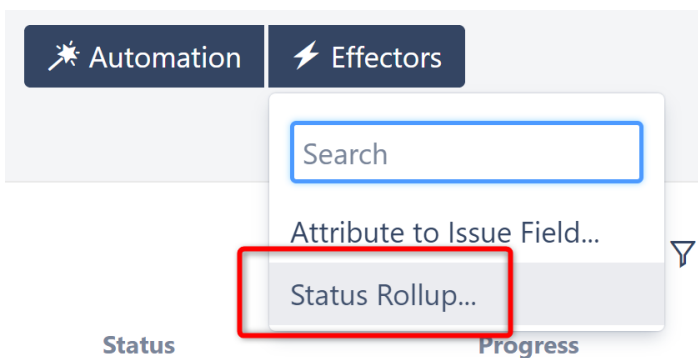 Automation Effectors
Search
Attribute to Issue Field...
Status Rollup...
Status Progress